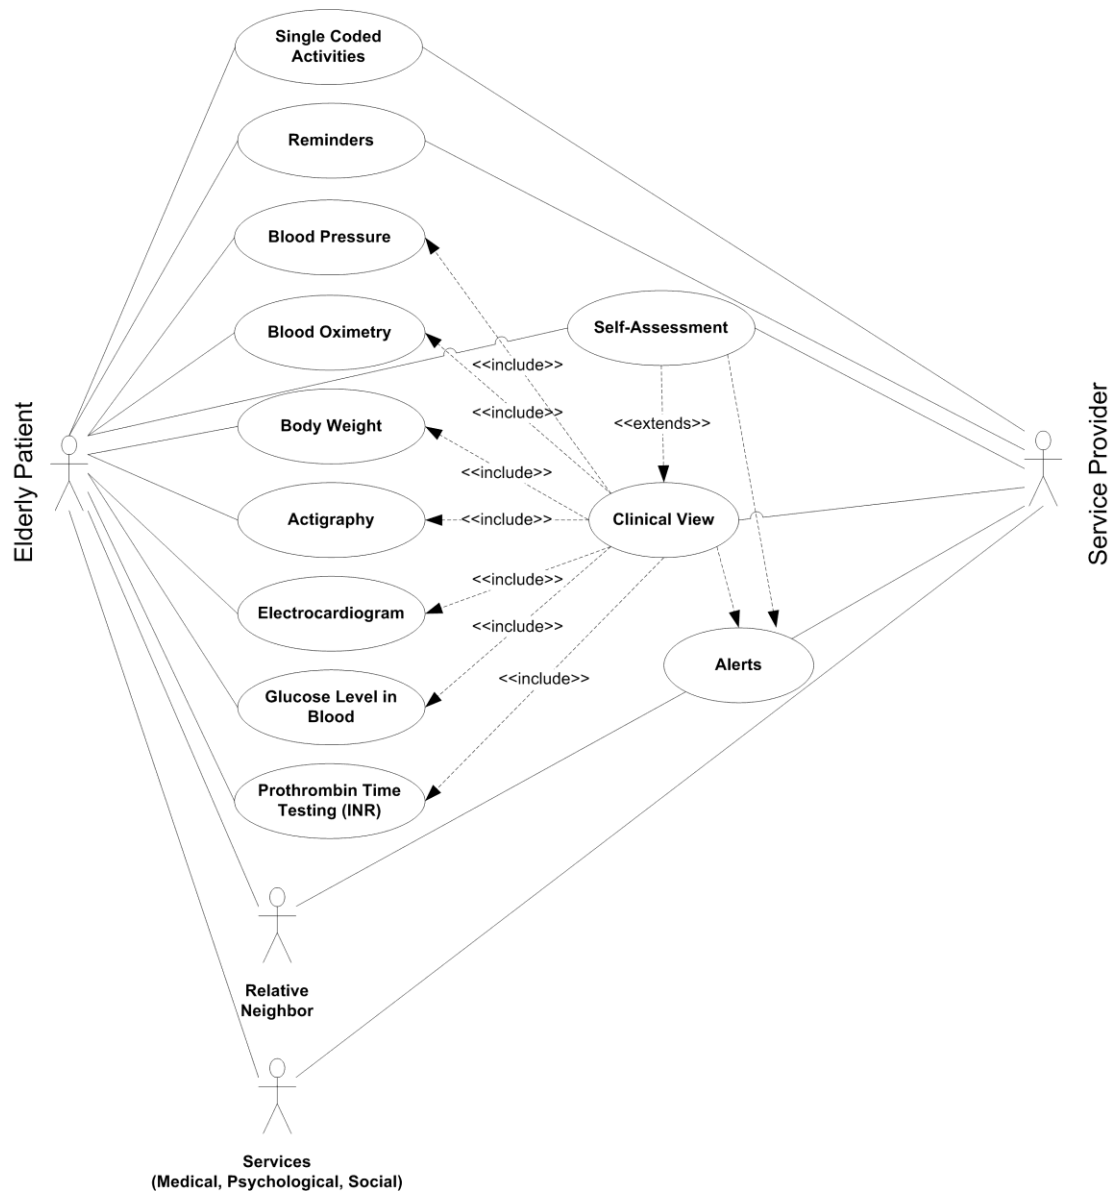 Single Coded
Activities
Reminders
Blood Pressure
Blood Oximetry
Self-Assessment
<<include>>
<<include>>
<<extends>>
Body Weight
<<include>>
Elderly Patient
Service Provider
Actigraphy
<<include>>
Clinical View
<<include>>
Electrocardiogram
<<include>>
Alerts
<<include>>
Glucose Level in
Blood
Prothrombin Time
Testing (INR)
Relative
Neighbor
Services
(Medical, Psychological, Social)